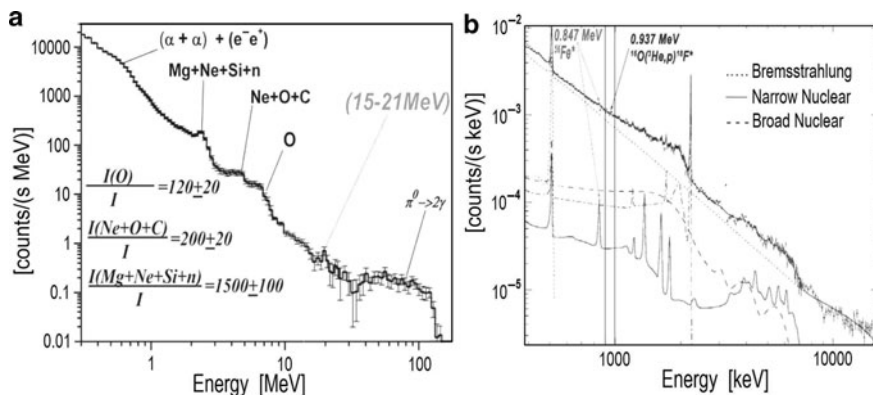 a
(α + α) + (e⁻e⁺)
Mg+Ne+Si+n
Ne+O+C
(15-21MeV)
O
π⁰->2γ
I(O)
I
=120±20
I(Ne+O+C)
I
=200±20
I(Mg+Ne+Si+n)
I
=1500±100
[counts/(s MeV)]
10000
1000
100
10
1
0.1
0.01
1
10
100
Energy [MeV]
b
0.847 MeV
⁵⁶Fe*
0.937 MeV
¹⁶O(³He,p)¹⁸F*
Bremsstrahlung
Narrow Nuclear
Broad Nuclear
[counts/(s keV)]
10⁻²
10⁻³
10⁻⁴
10⁻⁵
1000
10000
Energy [keV]